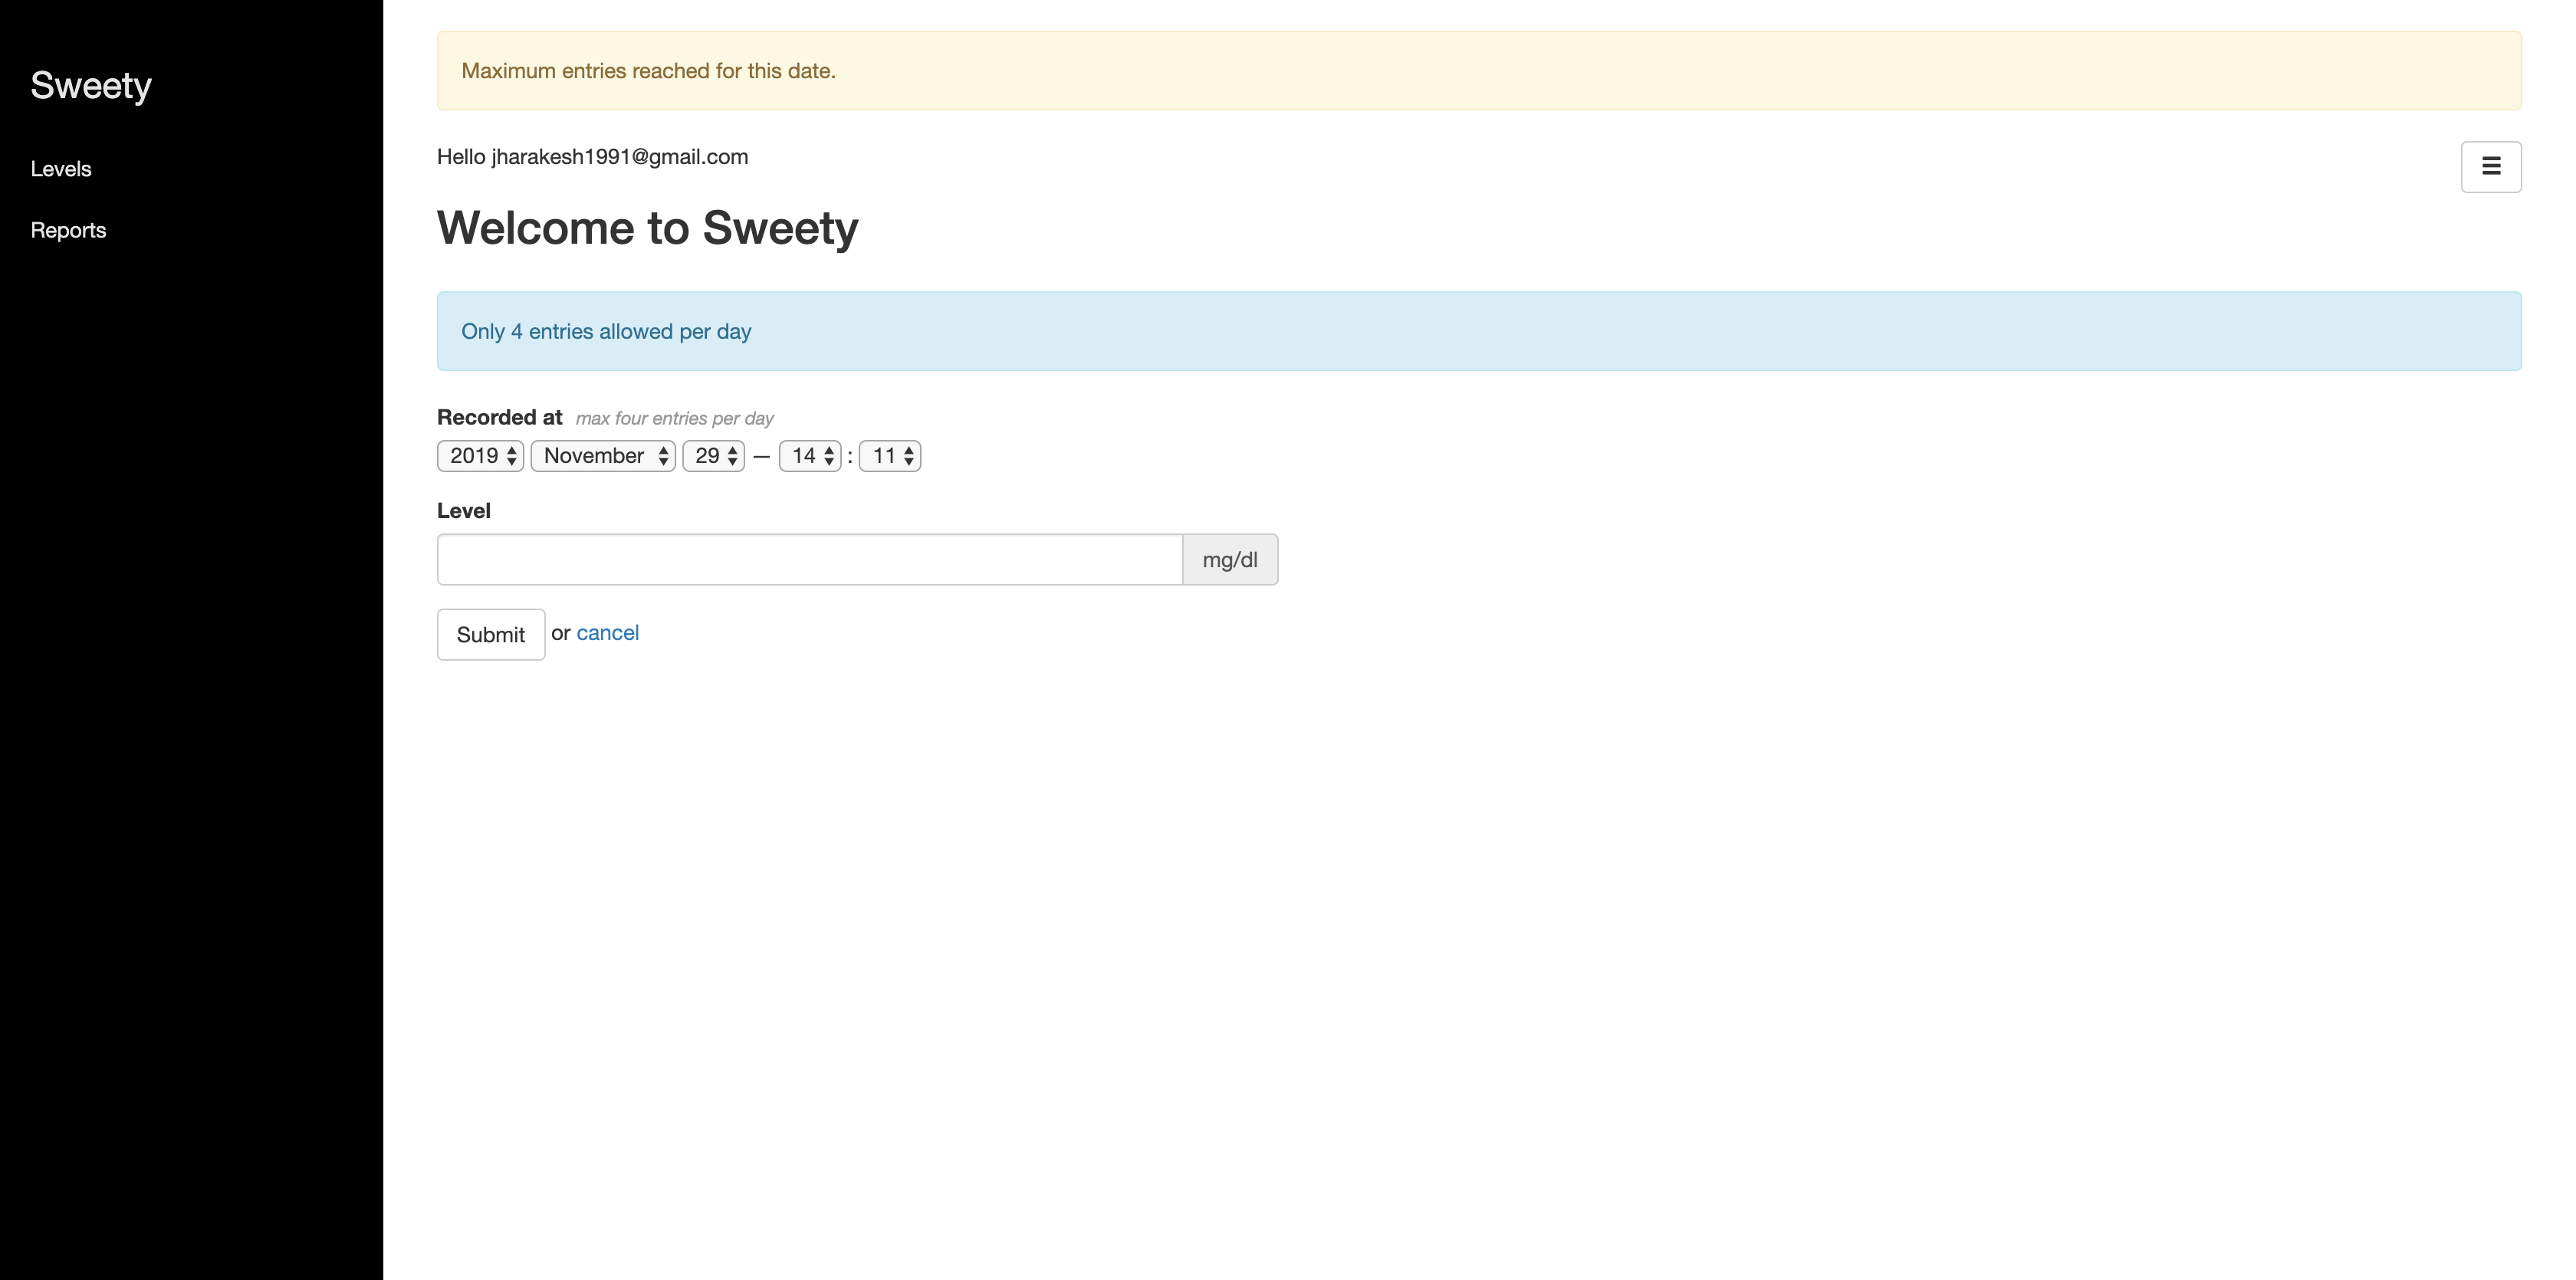 Sweety
Levels
Reports
Maximum entries reached for this date.
Hello jharakesh1991@gmail.com
Welcome to Sweety
Only 4 entries allowed per day
Recorded at max four entries per day
2019 November 29 — 14 : 11
Level
mg/dl
Submit or cancel